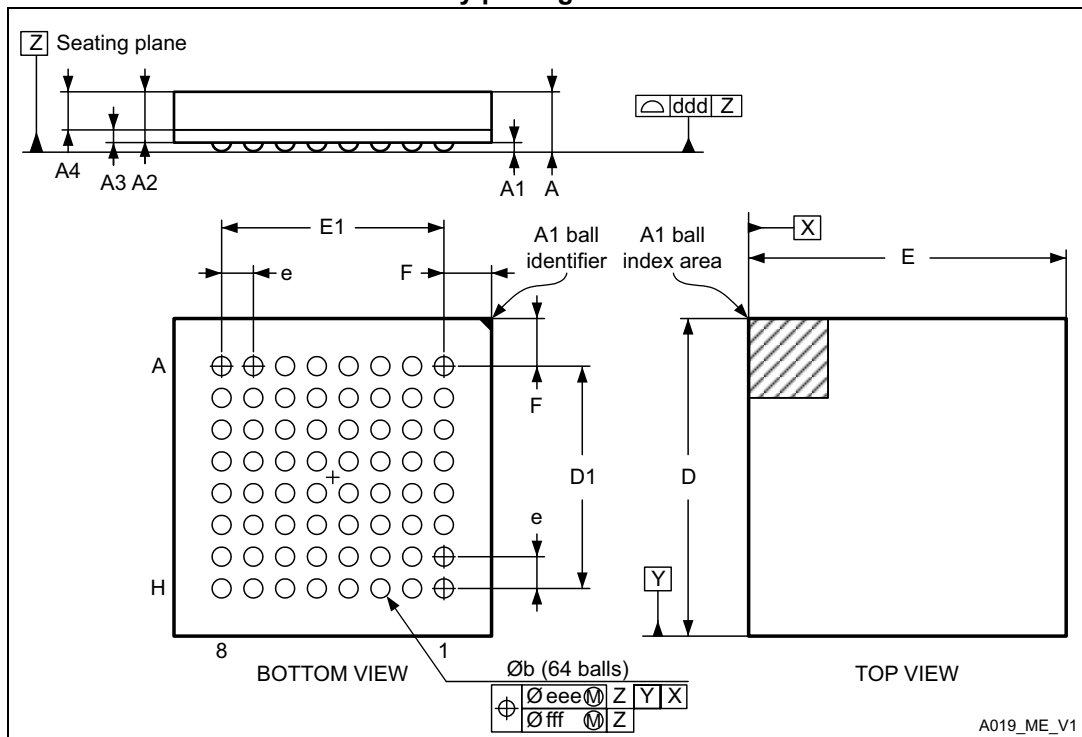 Z Seating plane
ddd Z
A4 A3 A2 A1 A
E1
e
F
A1 ball
identifier
A1 ball
index area
X
E
A
F
D1
D
e
H
Y
8 1
BOTTOM VIEW
Øb (64 balls)
Ø eee Ⓜ Z Y X
Ø fff Ⓜ Z
TOP VIEW
A019_ME_V1